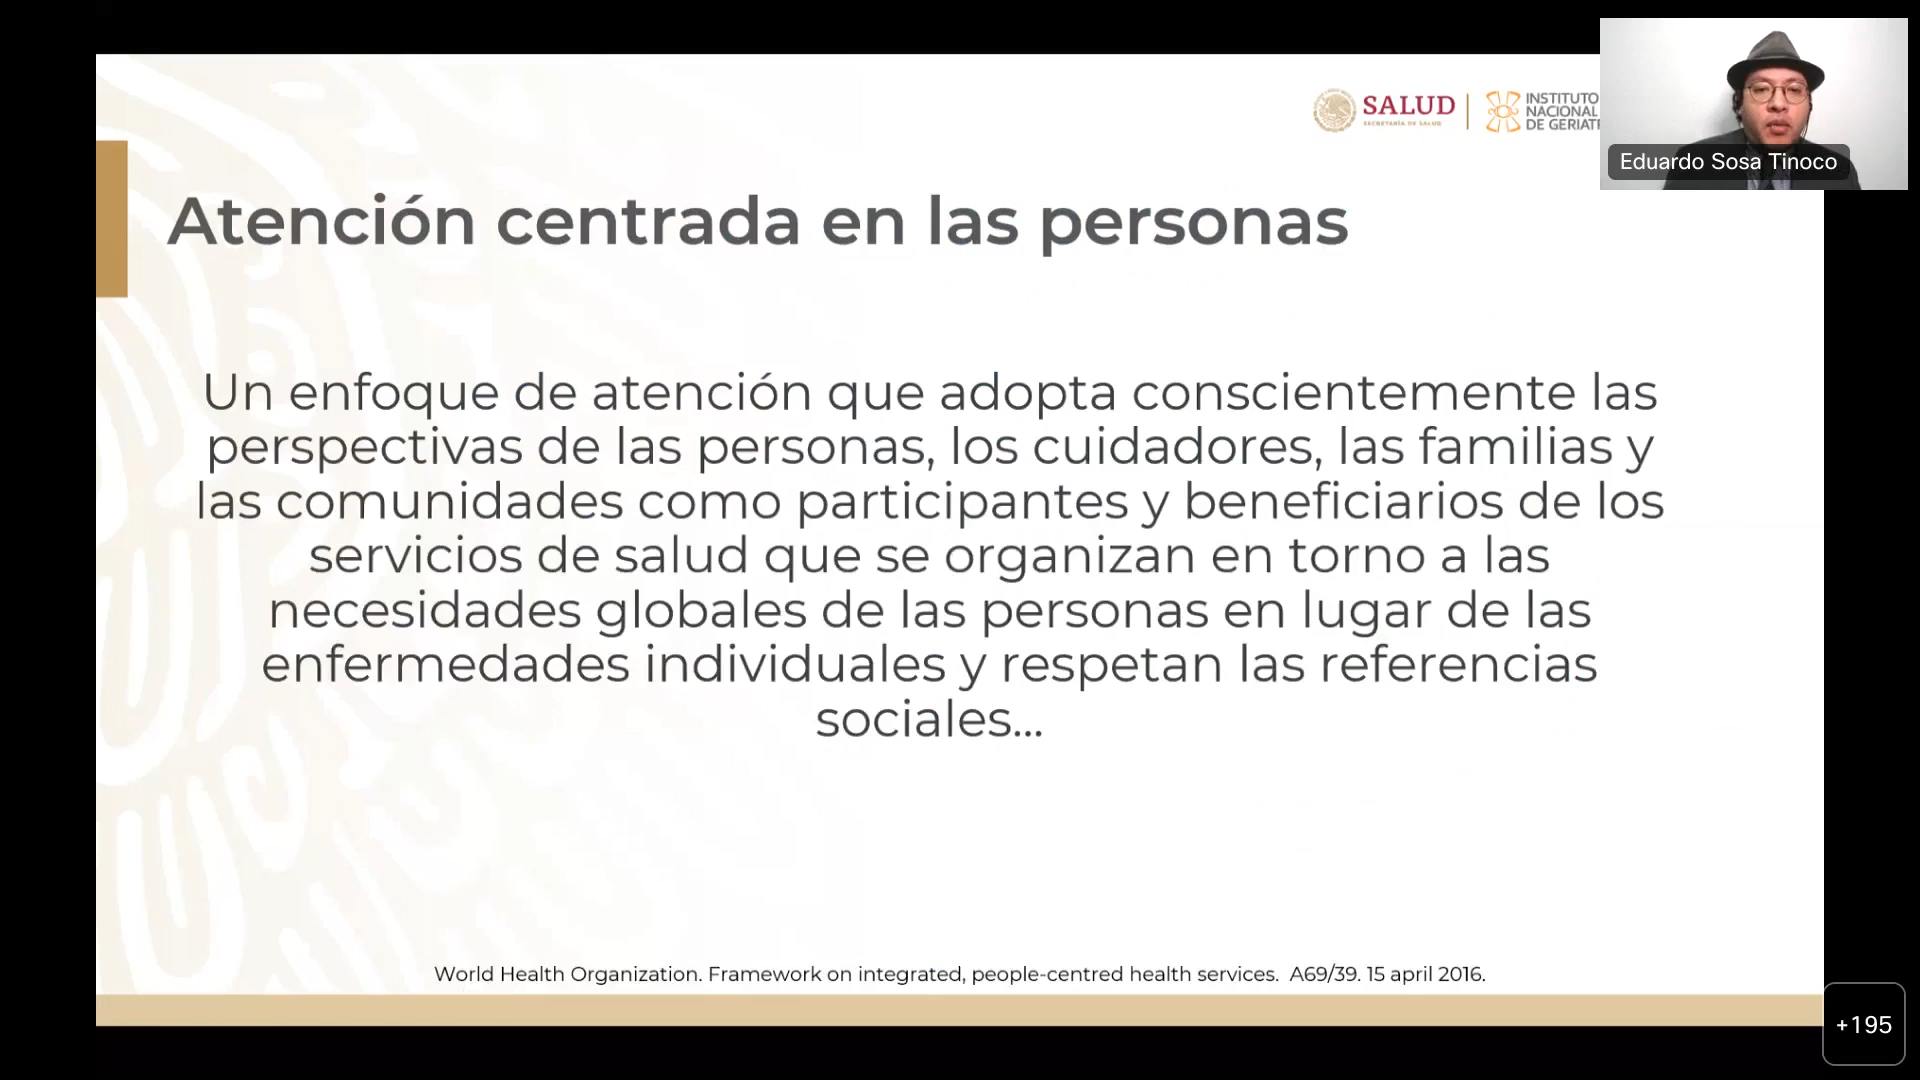 SALUD
SECRETARÍA DE SALUD
INSTITUTO
NACIONAL
DE GERIAT
Eduardo Sosa Tinoco
Atención centrada en las personas
Un enfoque de atención que adopta conscientemente las
perspectivas de las personas, los cuidadores, las familias y
las comunidades como participantes y beneficiarios de los
servicios de salud que se organizan en torno a las
necesidades globales de las personas en lugar de las
enfermedades individuales y respetan las referencias
sociales...
World Health Organization. Framework on integrated, people-centred health services. A69/39. 15 april 2016.
+195